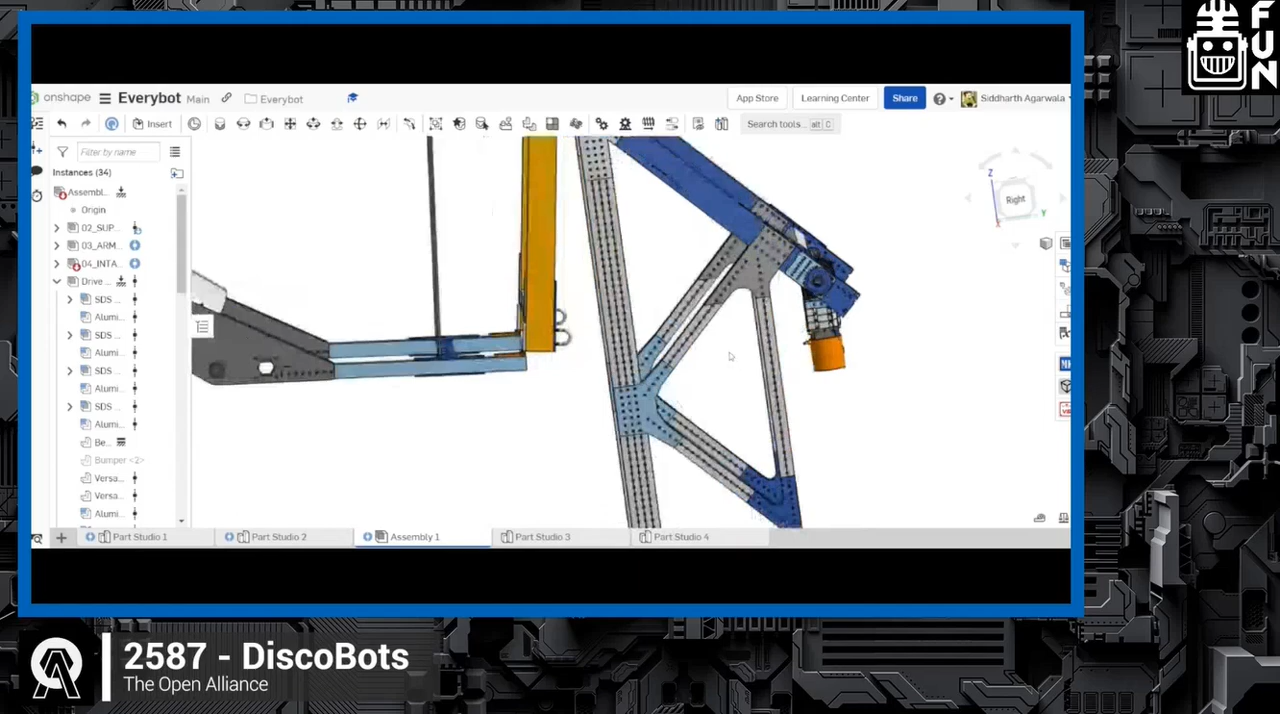 FUN
onshape Everybot Main Everybot App Store Learning Center Share Siddharth Agarwala
Insert Search tools... alt C
Filter by name
Instances (34)
Assembl...
Origin
02_SUP...
03_ARM...
04_INTA...
Drive...
SDS ...
Alumi...
SDS ...
Alumi...
SDS ...
Alumi...
SDS ...
Alumi...
Be...
Bumper <2>
Versa...
Versa...
Alumi...
Z
Right
Y
X
Part Studio 1 Part Studio 2 Assembly 1 Part Studio 3 Part Studio 4
2587 - DiscoBots
The Open Alliance